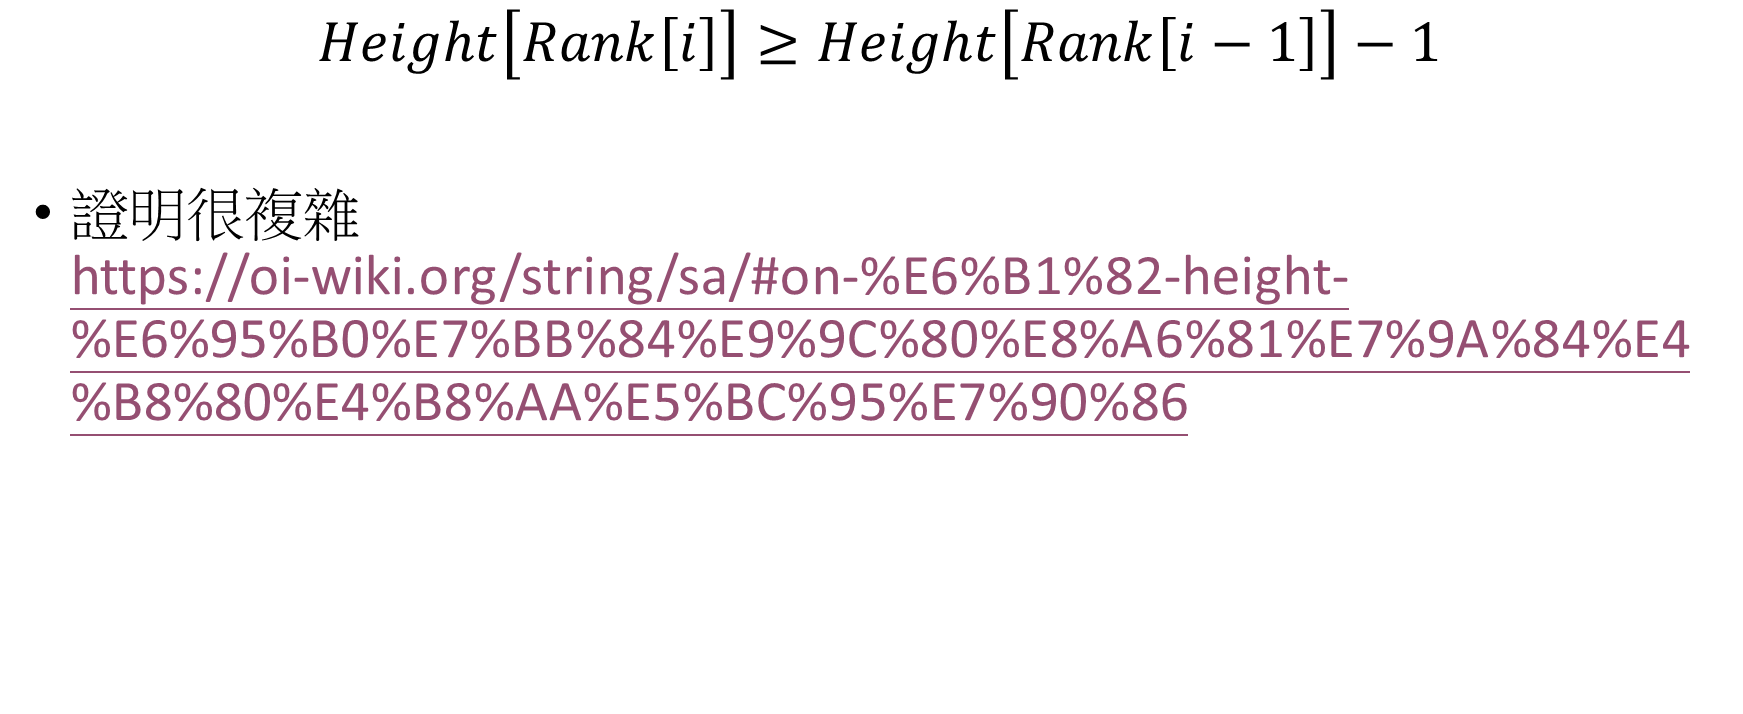 Height[Rank[i]] ≥ Height[Rank[i − 1]] − 1
• 證明很複雜
https://oi-wiki.org/string/sa/#on-%E6%B1%82-height-
%E6%95%B0%E7%BB%84%E9%9C%80%E8%A6%81%E7%9A%84%E4
%B8%80%E4%B8%AA%E5%BC%95%E7%90%86